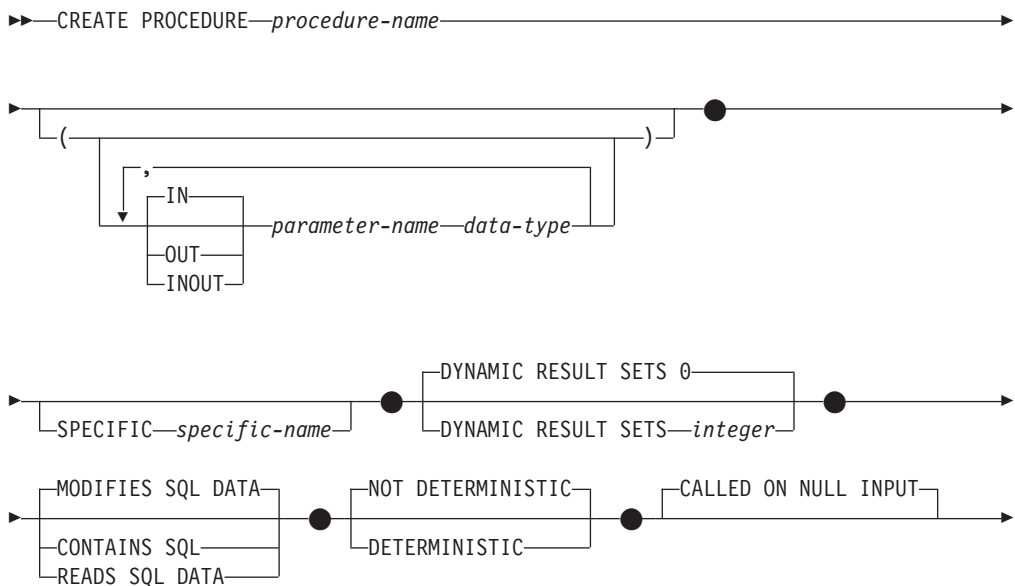 CREATE PROCEDURE procedure-name
( )
,
IN
parameter-name data-type
OUT
INOUT
DYNAMIC RESULT SETS 0
SPECIFIC specific-name DYNAMIC RESULT SETS integer
MODIFIES SQL DATA NOT DETERMINISTIC CALLED ON NULL INPUT
CONTAINS SQL DETERMINISTIC
READS SQL DATA